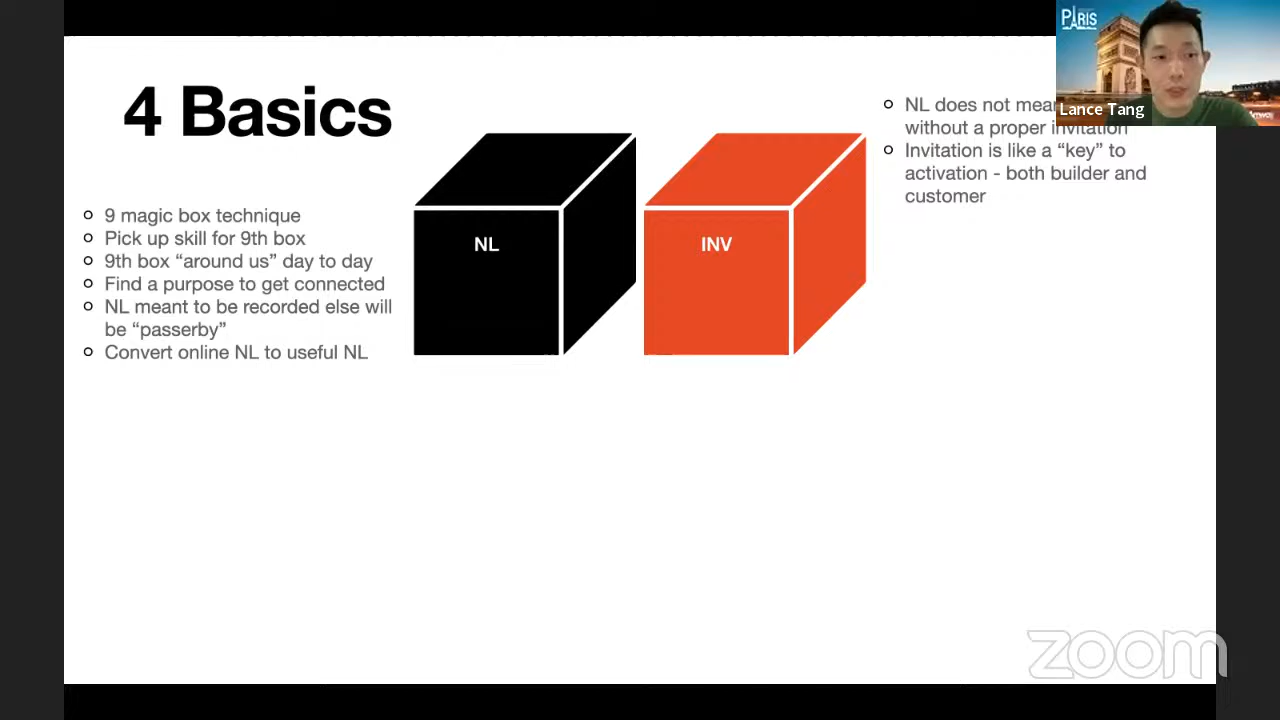 4 Basics
9 magic box technique
Pick up skill for 9th box
9th box “around us” day to day
Find a purpose to get connected
NL meant to be recorded else will
be “passerby”
Convert online NL to useful NL
NL
INV
NL does not mean
without a proper invitation
Invitation is like a “key” to
activation - both builder and
customer
PARIS
Lance Tang
zoom